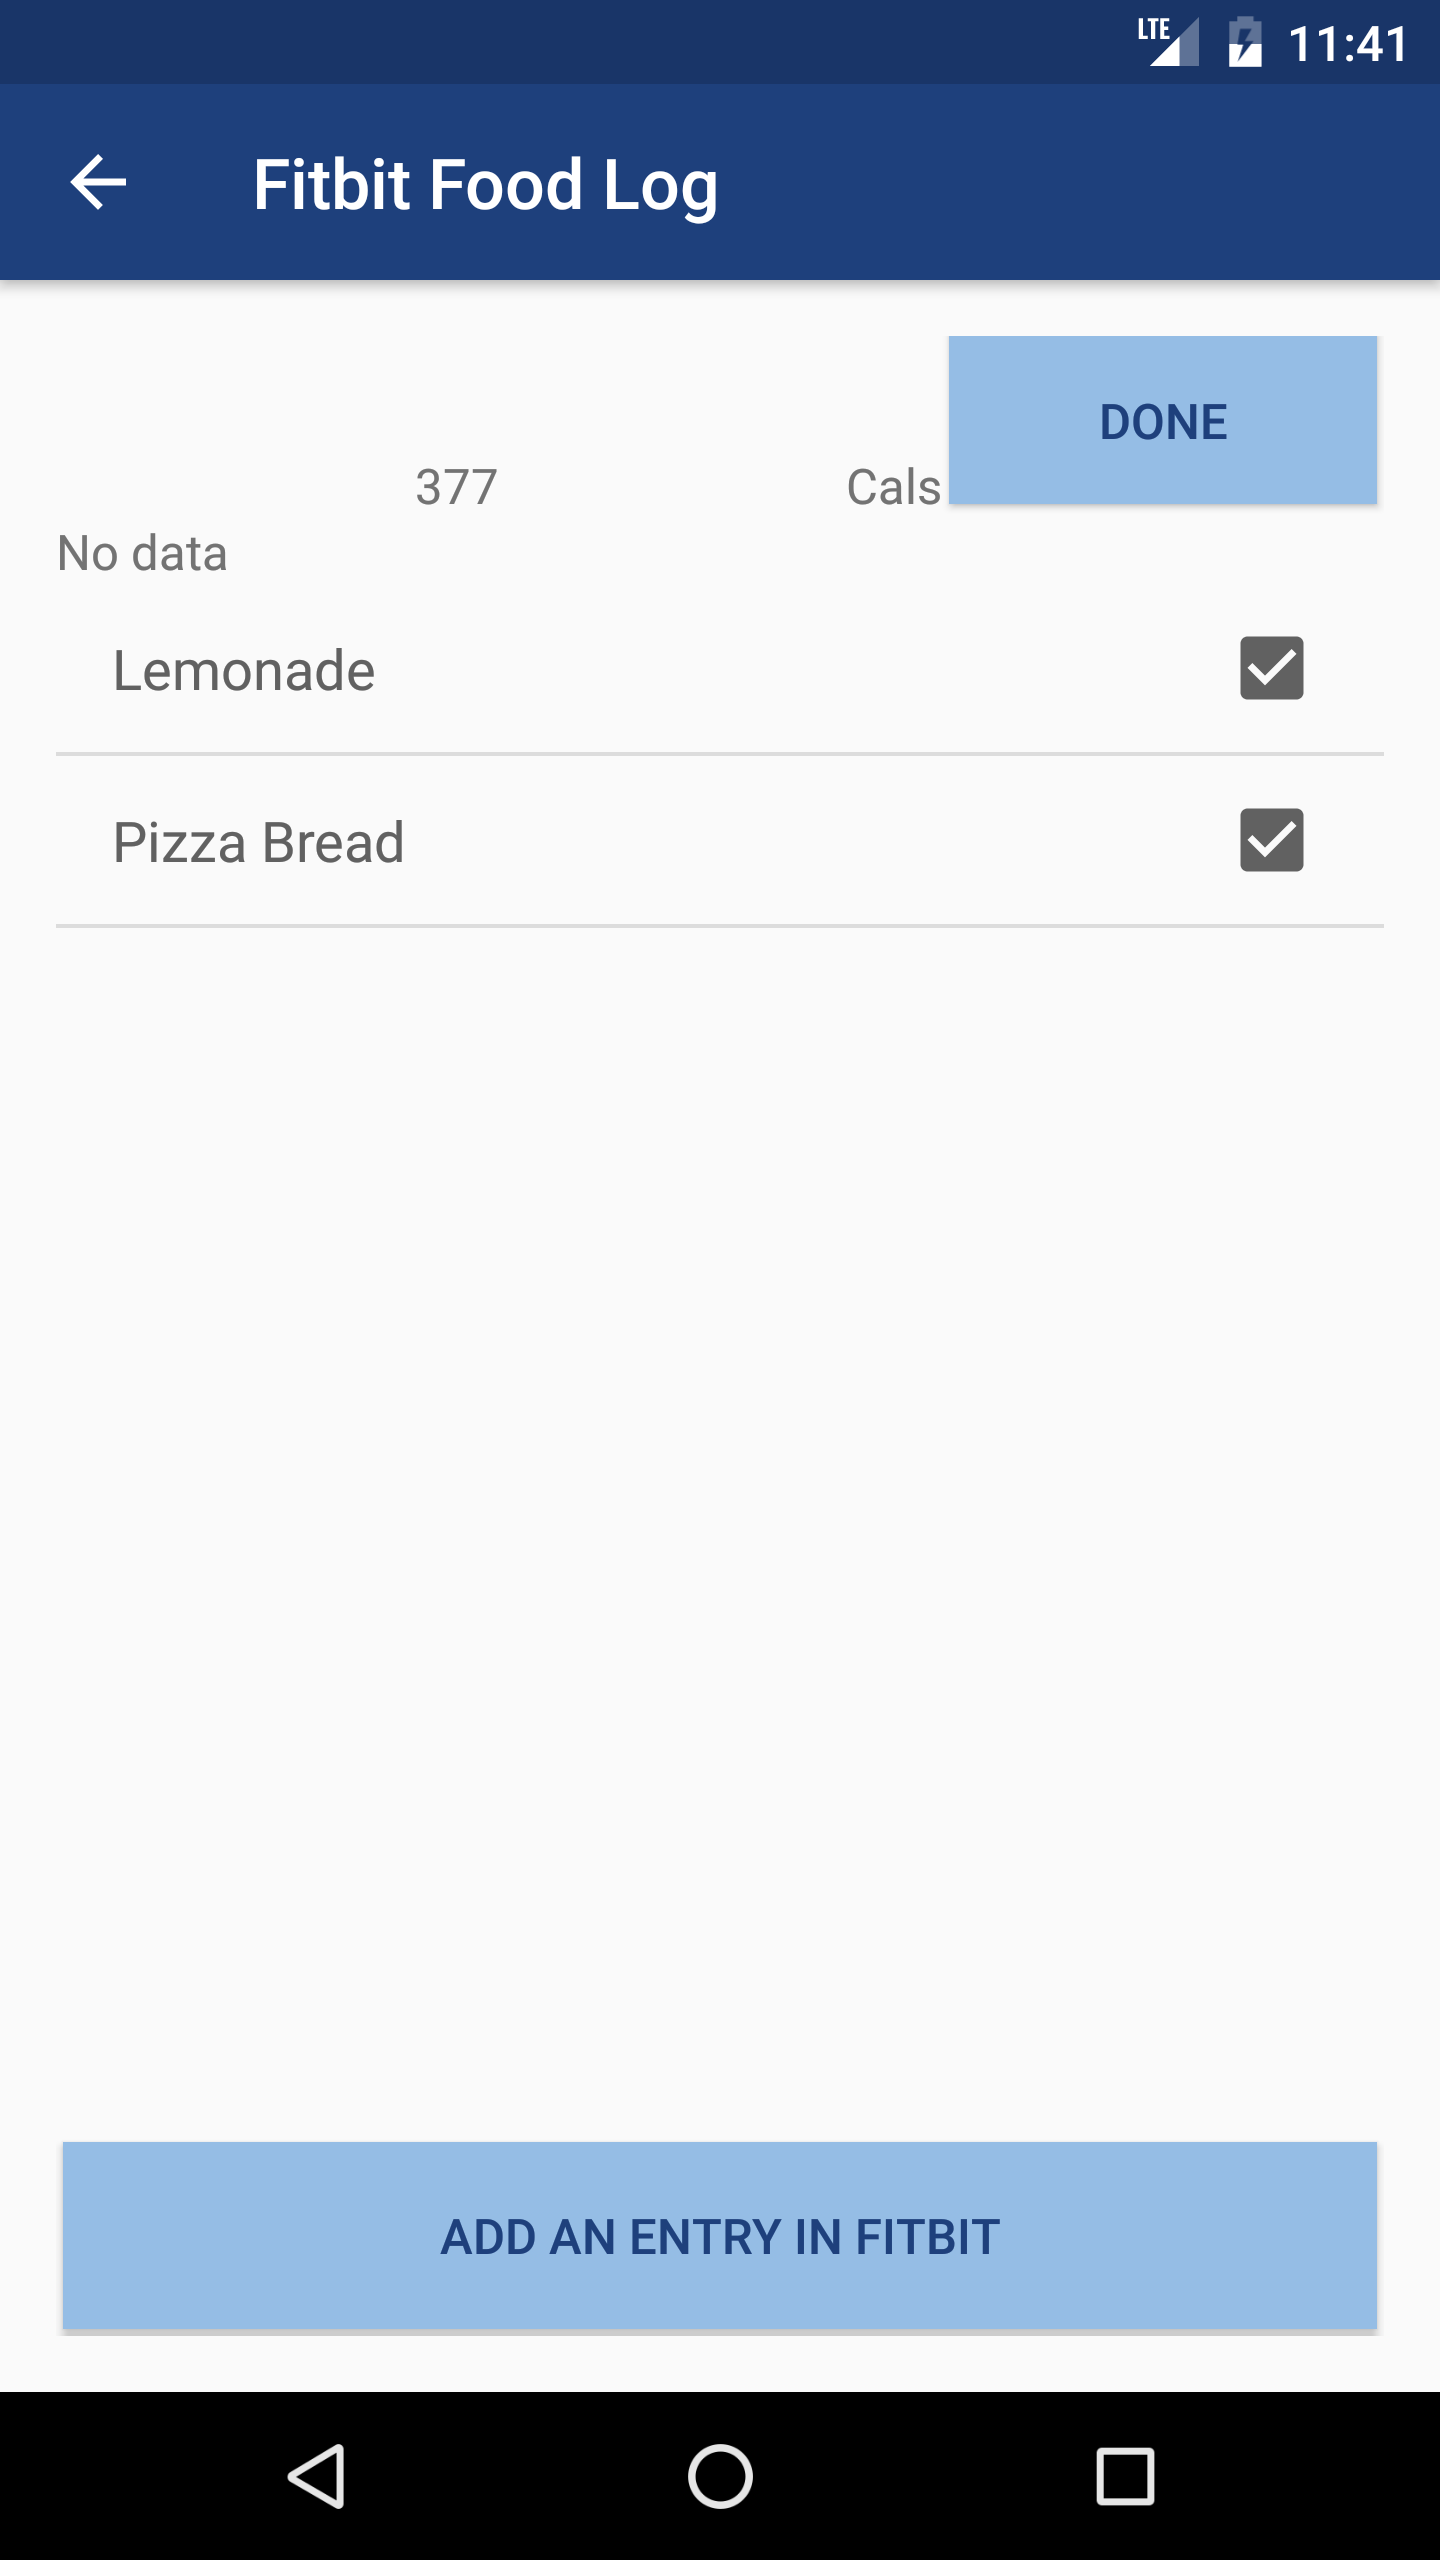 LTE 11:41
Fitbit Food Log
DONE
377 Cals
No data
Lemonade
Pizza Bread
ADD AN ENTRY IN FITBIT